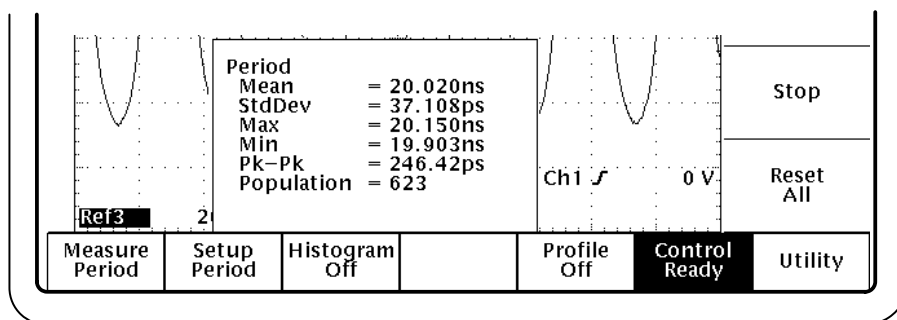 Period
Mean = 20.020ns
StdDev = 37.108ps
Max = 20.150ns
Min = 19.903ns
Pk-Pk = 246.42ps
Population = 623
Stop
Ch1 0 V
Reset
All
Ref3 20
Measure
Period
Setup
Period
Histogram
Off
Profile
Off
Control
Ready
Utility